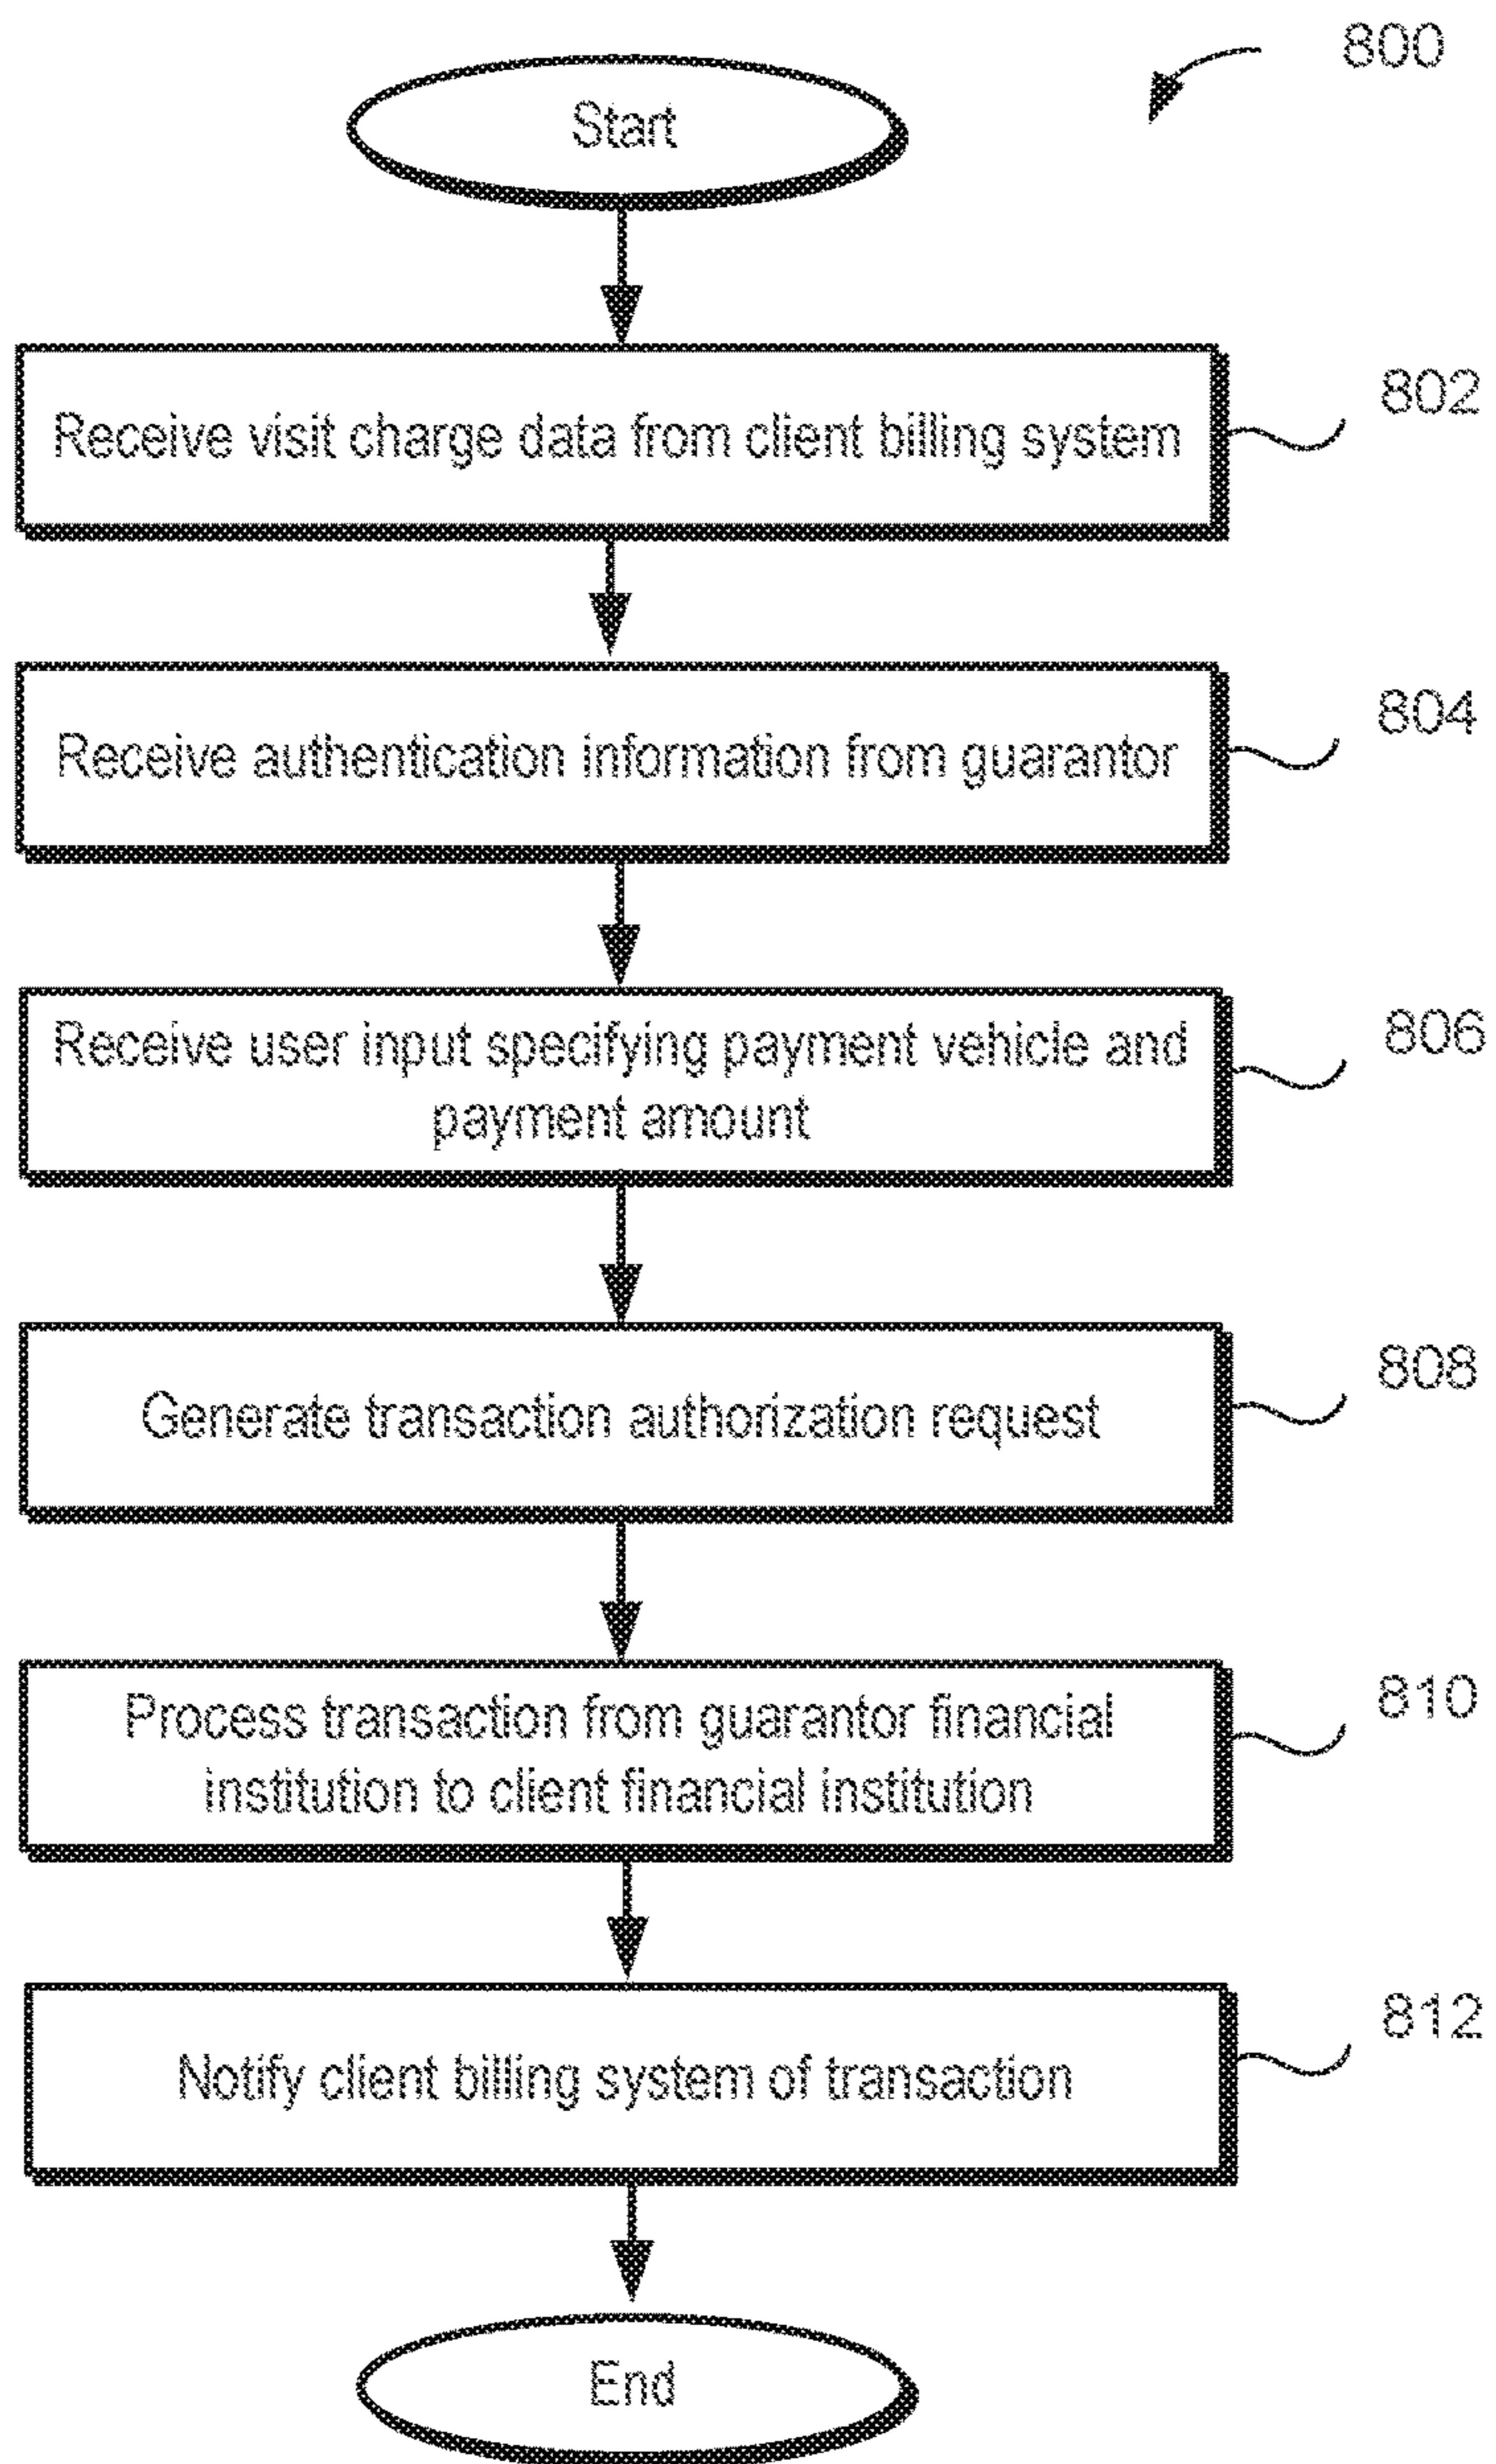 800
Start
Receive visit charge data from client billing system
802
Receive authentication information from guarantor
804
Receive user input specifying payment vehicle and
payment amount
806
Generate transaction authorization request
808
Process transaction from guarantor financial
institution to client financial institution
810
Notify client billing system of transaction
812
End